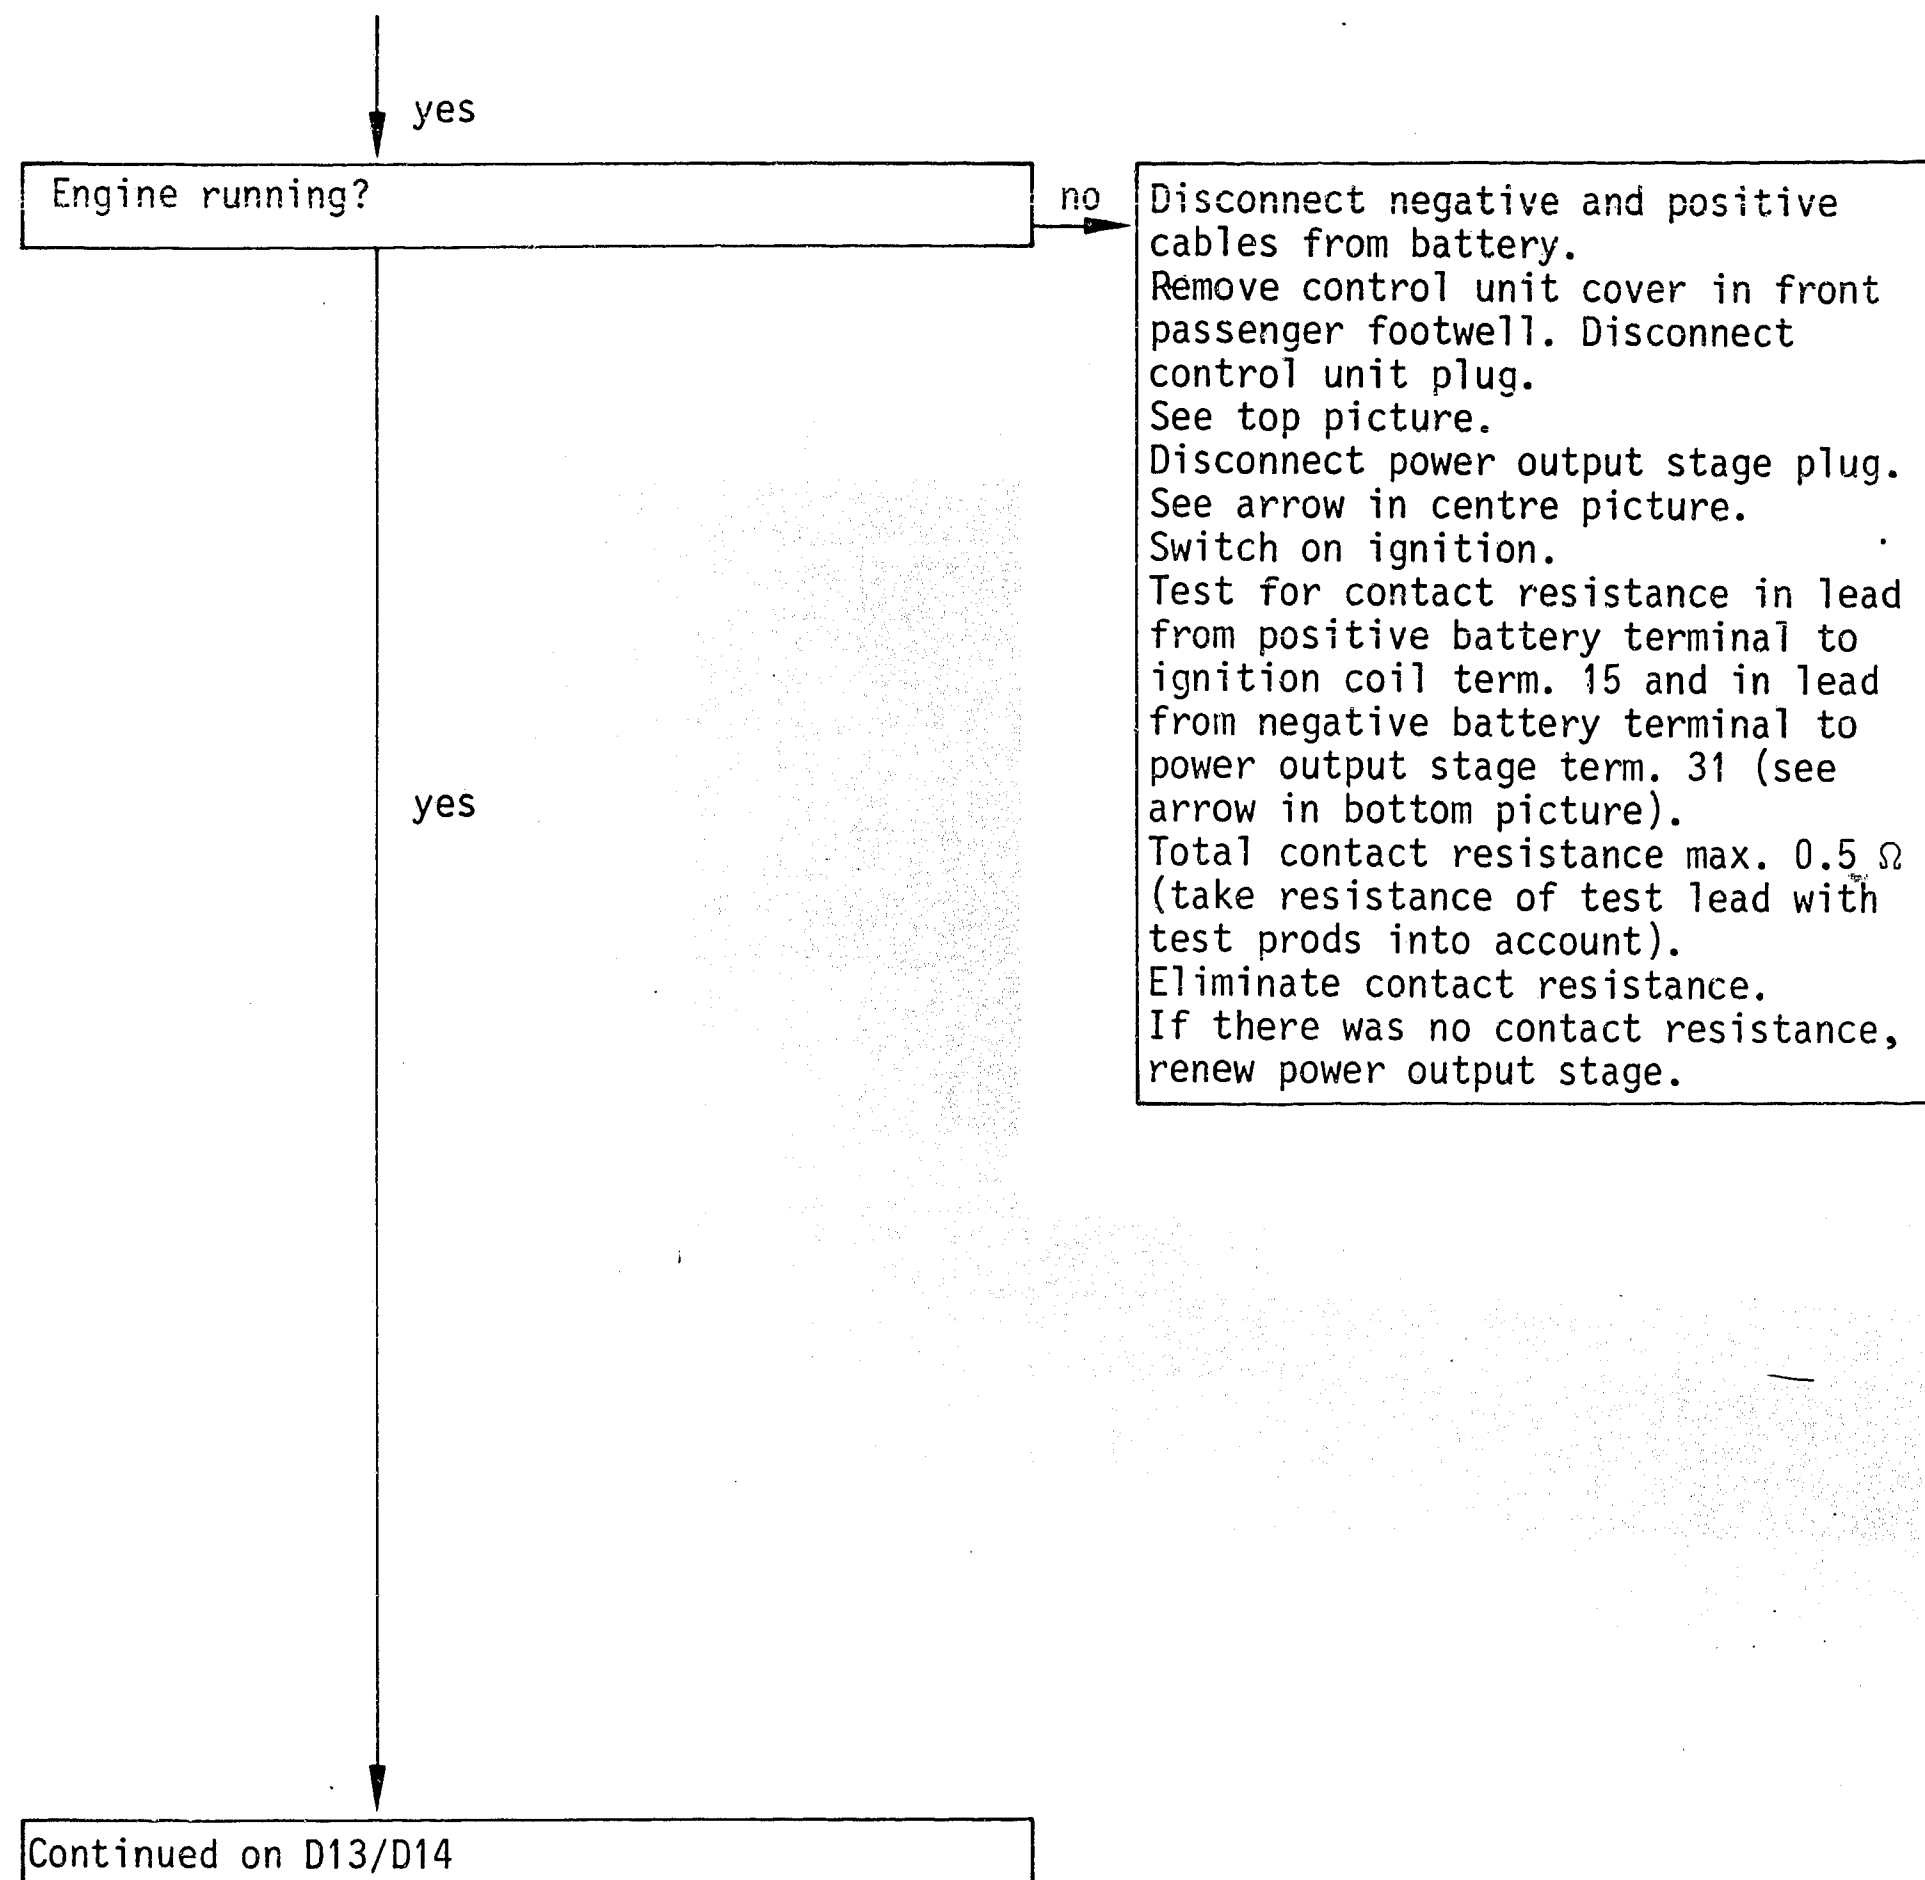 yes
Engine running?
no
Disconnect negative and positive
cables from battery.
Remove control unit cover in front
passenger footwell. Disconnect
control unit plug.
See top picture.
Disconnect power output stage plug.
See arrow in centre picture.
Switch on ignition.
Test for contact resistance in lead
from positive battery terminal to
ignition coil term. 15 and in lead
from negative battery terminal to
power output stage term. 31 (see
arrow in bottom picture).
Total contact resistance max. 0.5 Ω
(take resistance of test lead with
test prods into account).
Eliminate contact resistance.
If there was no contact resistance,
renew power output stage.
yes
Continued on D13/D14